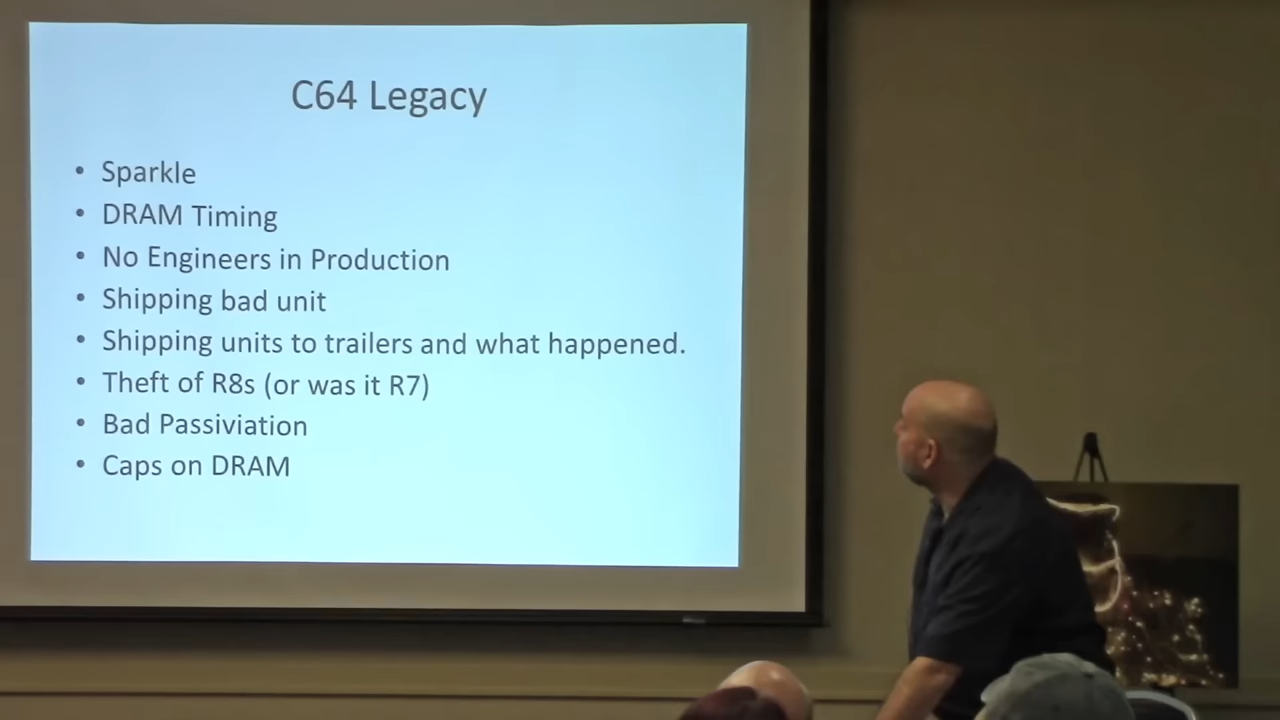 C64 Legacy
• Sparkle
• DRAM Timing
• No Engineers in Production
• Shipping bad unit
• Shipping units to trailers and what happened.
• Theft of R8s (or was it R7)
• Bad Passiviation
• Caps on DRAM